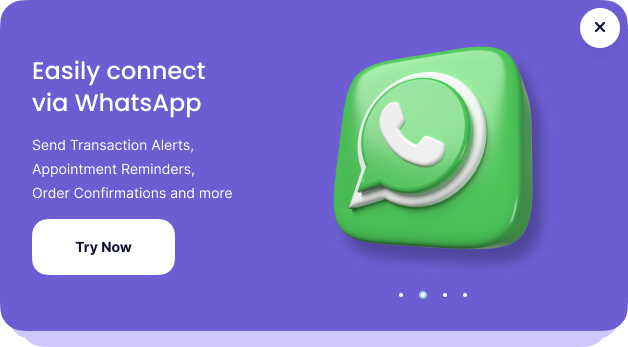 Easily connect
via WhatsApp
Send Transaction Alerts,
Appointment Reminders,
Order Confirmations and more
Try Now